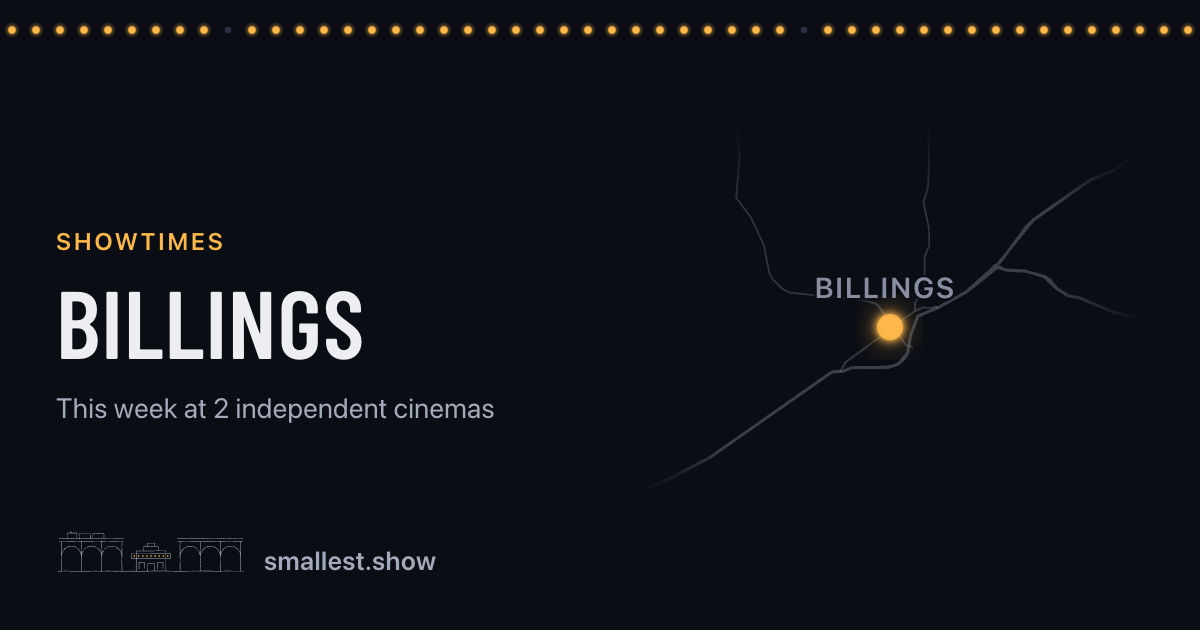 SHOWTIMES
BILLINGS
This week at 2 independent cinemas
BILLINGS
smallest.show